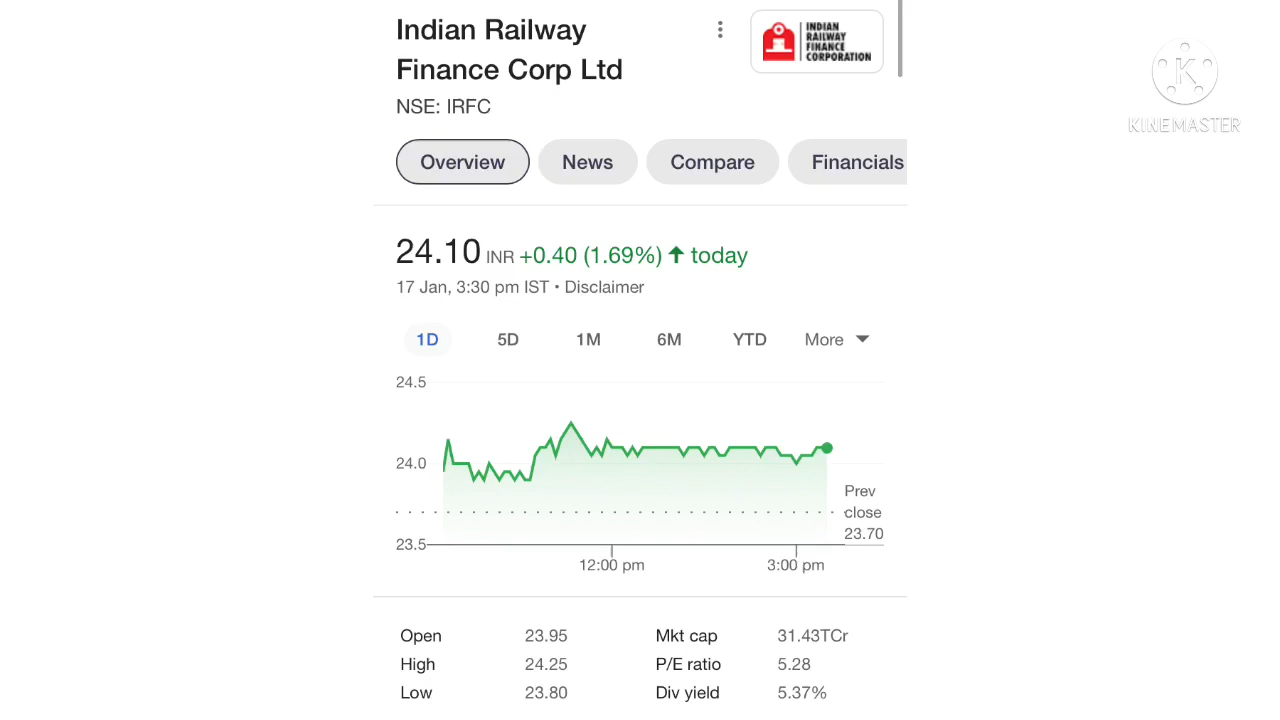 Indian Railway
Finance Corp Ltd
INDIAN
RAILWAY
FINANCE
CORPORATION
NSE: IRFC
K
KINEMASTER
Overview News Compare Financials
24.10 INR +0.40 (1.69%) ↑ today
17 Jan, 3:30 pm IST • Disclaimer
1D 5D 1M 6M YTD More
24.5
24.0
23.5
Prev
close
23.70
12:00 pm 3:00 pm
Open 23.95 Mkt cap 31.43TCr
High 24.25 P/E ratio 5.28
Low 23.80 Div yield 5.37%